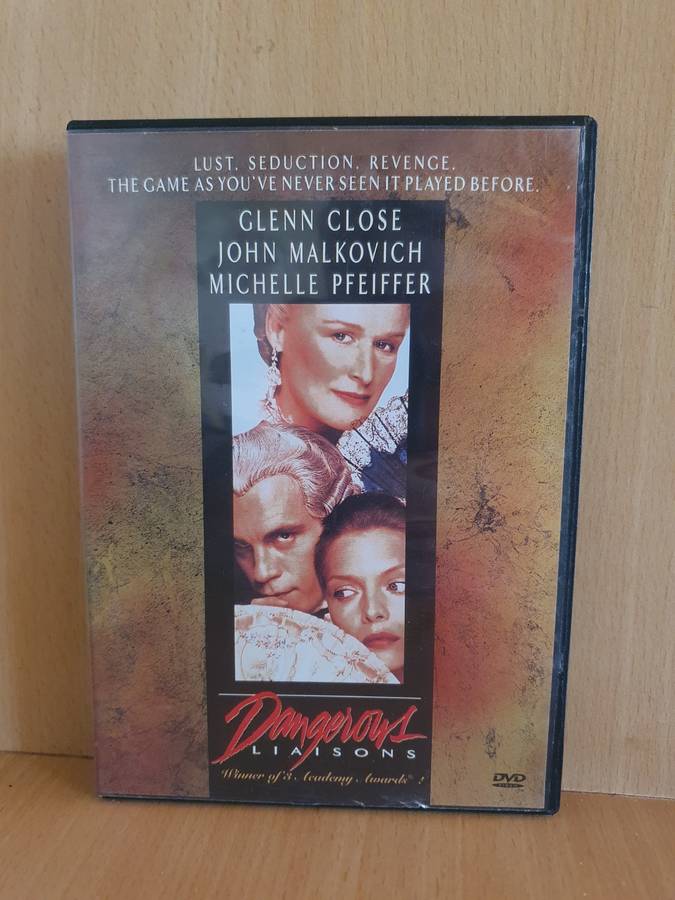 LUST. SEDUCTION. REVENGE.
THE GAME AS YOU'VE NEVER SEEN IT PLAYED BEFORE.
GLENN CLOSE
JOHN MALKOVICH
MICHELLE PFEIFFER
Dangerous
LIAISONS
Winner of 3 Academy Awards® !
DVD
VIDEO